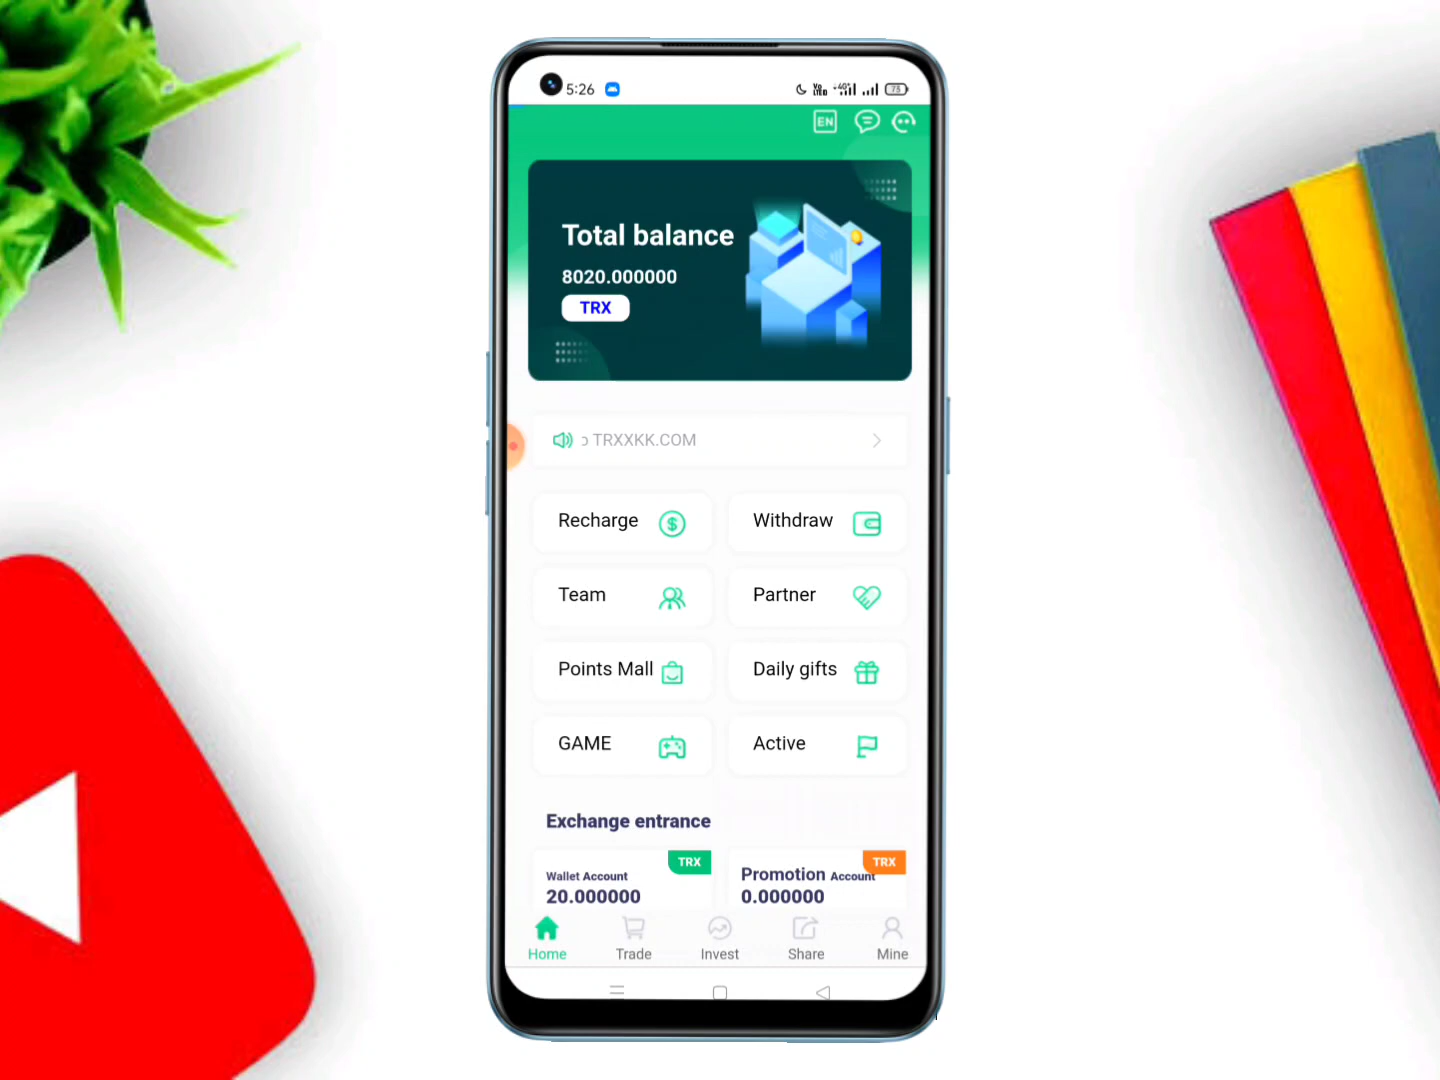 5:26
EN
Total balance
8020.000000
TRX
TRXXKK.COM
Recharge
Withdraw
Team
Partner
Points Mall
Daily gifts
GAME
Active
Exchange entrance
TRX
TRX
Wallet Account
Promotion Account
20.000000
0.000000
Home
Trade
Invest
Share
Mine